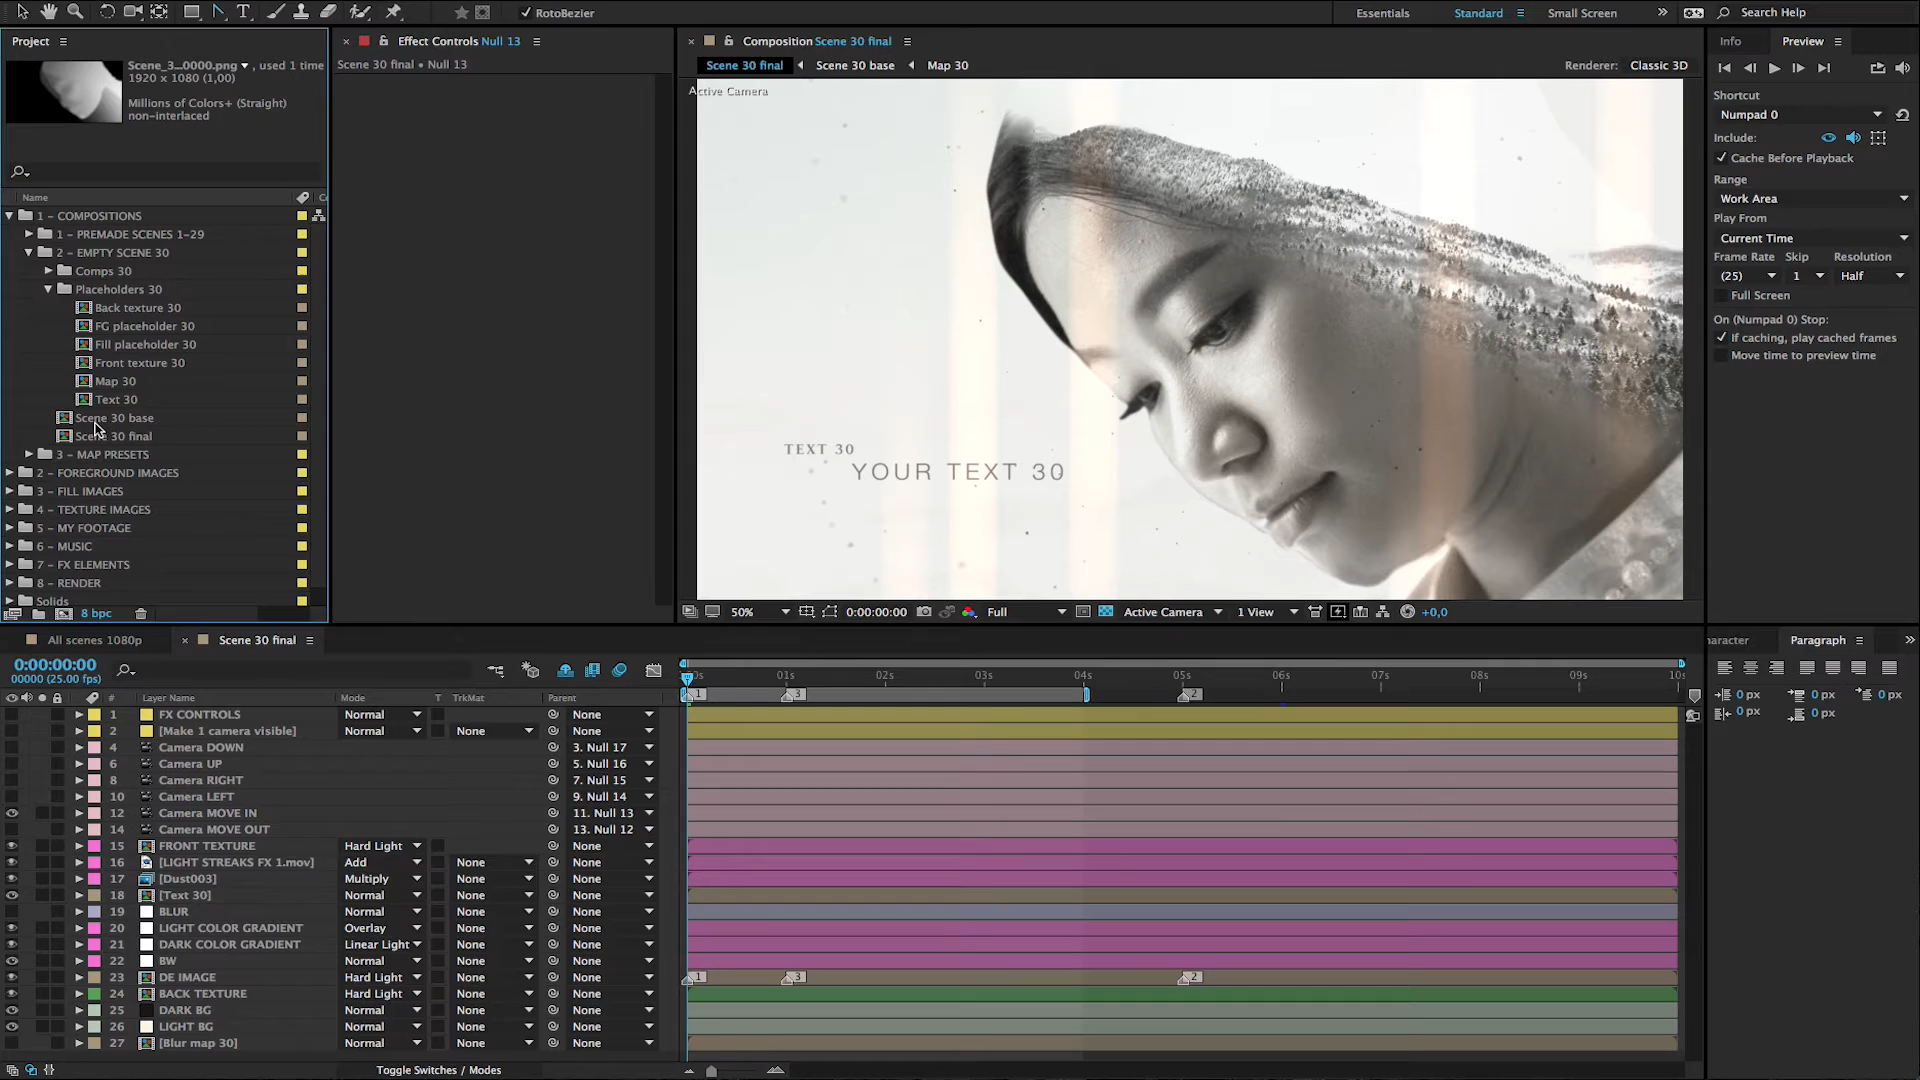 RotoBezier
Essentials
Standard
Small Screen
Search Help
Project
Scene_3...0000.png , used 1 time
1920 x 1080 (1,00)
Millions of Colors+ (Straight)
non-interlaced
Name
1 - COMPOSITIONS
1 - PREMADE SCENES 1-29
2 - EMPTY SCENE 30
Comps 30
Placeholders 30
Back texture 30
FG placeholder 30
Fill placeholder 30
Front texture 30
Map 30
Text 30
Scene 30 base
Scene 30 final
3 - MAP PRESETS
2 - FOREGROUND IMAGES
3 - FILL IMAGES
4 - TEXTURE IMAGES
5 - MY FOOTAGE
6 - MUSIC
7 - FX ELEMENTS
8 - RENDER
Solids
8 bpc
Effect Controls Null 13
Scene 30 final • Null 13
Composition Scene 30 final
Scene 30 final
Scene 30 base
Map 30
Renderer:
Classic 3D
Active Camera
TEXT 30
YOUR TEXT 30
50%
0:00:00:00
Full
Active Camera
1 View
+0,0
Info
Preview
Shortcut
Numpad 0
Include:
Cache Before Playback
Range
Work Area
Play From
Current Time
Frame Rate Skip Resolution
(25) 1 Half
Full Screen
On (Numpad 0) Stop:
If caching, play cached frames
Move time to preview time
All scenes 1080p
Scene 30 final
0:00:00:00
00000 (25.00 fps)
# Layer Name Mode T TrkMat Parent
1 FX CONTROLS Normal None
2 [Make 1 camera visible] Normal None None
4 Camera DOWN 3. Null 17
6 Camera UP 5. Null 16
8 Camera RIGHT 7. Null 15
10 Camera LEFT 9. Null 14
12 Camera MOVE IN 11. Null 13
14 Camera MOVE OUT 13. Null 12
15 FRONT TEXTURE Hard Light None
16 [LIGHT STREAKS FX 1.mov] Add None None
17 [Dust003] Multiply None None
18 [Text 30] Normal None None
19 BLUR Normal None None
20 LIGHT COLOR GRADIENT Overlay None None
21 DARK COLOR GRADIENT Linear Light None None
22 BW Normal None None
23 DE IMAGE Hard Light None None
24 BACK TEXTURE Hard Light None None
25 DARK BG Normal None None
26 LIGHT BG Normal None None
27 [Blur map 30] Normal None None
Toggle Switches / Modes
01s 02s 03s 04s 05s 06s 07s 08s 09s
1 3 2
1 3 2
aracter
Paragraph
0 px 0 px 0 px
0 px 0 px